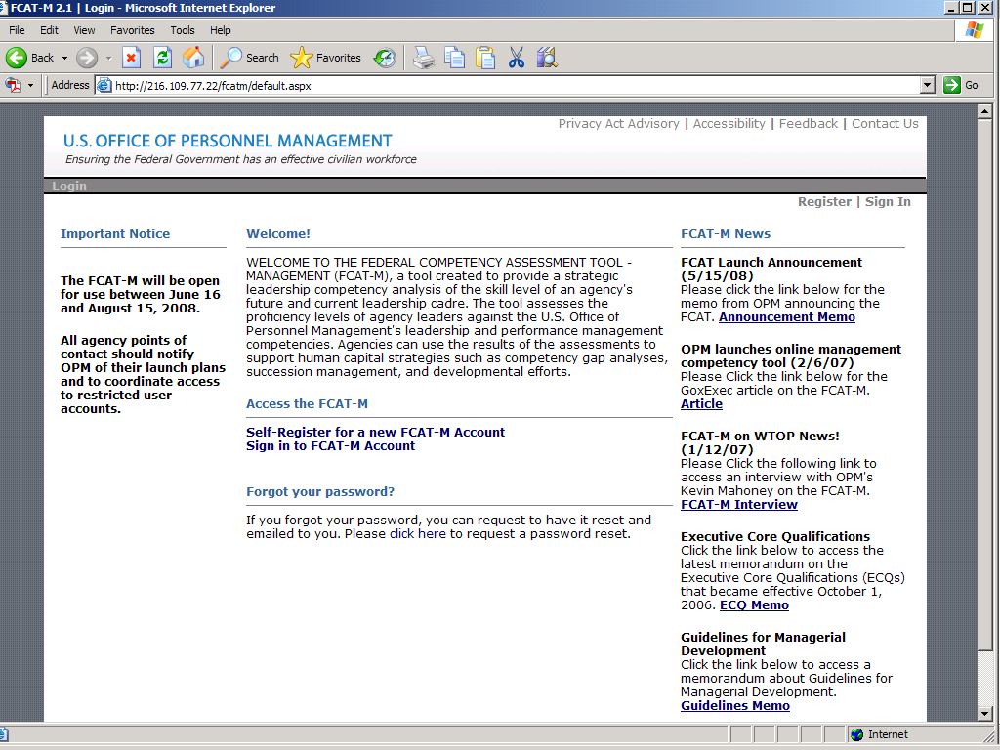 FCAT-M 2.1 | Login - Microsoft Internet Explorer
File Edit View Favorites Tools Help
Back Search Favorites
Address http://216.109.77.22/fcatm/default.aspx Go
Privacy Act Advisory | Accessibility | Feedback | Contact Us
U.S. OFFICE OF PERSONNEL MANAGEMENT
Ensuring the Federal Government has an effective civilian workforce
Login
Register | Sign In
Important Notice
The FCAT-M will be open
for use between June 16
and August 15, 2008.
All agency points of
contact should notify
OPM of their launch plans
and to coordinate access
to restricted user
accounts.
Welcome!
WELCOME TO THE FEDERAL COMPETENCY ASSESSMENT TOOL -
MANAGEMENT (FCAT-M), a tool created to provide a strategic
leadership competency analysis of the skill level of an agency's
future and current leadership cadre. The tool assesses the
proficiency levels of agency leaders against the U.S. Office of
Personnel Management's leadership and performance management
competencies. Agencies can use the results of the assessments to
support human capital strategies such as competency gap analyses,
succession management, and developmental efforts.
Access the FCAT-M
Self-Register for a new FCAT-M Account
Sign in to FCAT-M Account
Forgot your password?
If you forgot your password, you can request to have it reset and
emailed to you. Please click here to request a password reset.
FCAT-M News
FCAT Launch Announcement
(5/15/08)
Please click the link below for the
memo from OPM announcing the
FCAT. Announcement Memo
OPM launches online management
competency tool (2/6/07)
Please Click the link below for the
GoxExec article on the FCAT-M.
Article
FCAT-M on WTOP News!
(1/12/07)
Please Click the following link to
access an interview with OPM's
Kevin Mahoney on the FCAT-M.
FCAT-M Interview
Executive Core Qualifications
Click the link below to access the
latest memorandum on the
Executive Core Qualifications (ECQs)
that became effective October 1,
2006. ECQ Memo
Guidelines for Managerial
Development
Click the link below to access a
memorandum about Guidelines for
Managerial Development.
Guidelines Memo
Internet